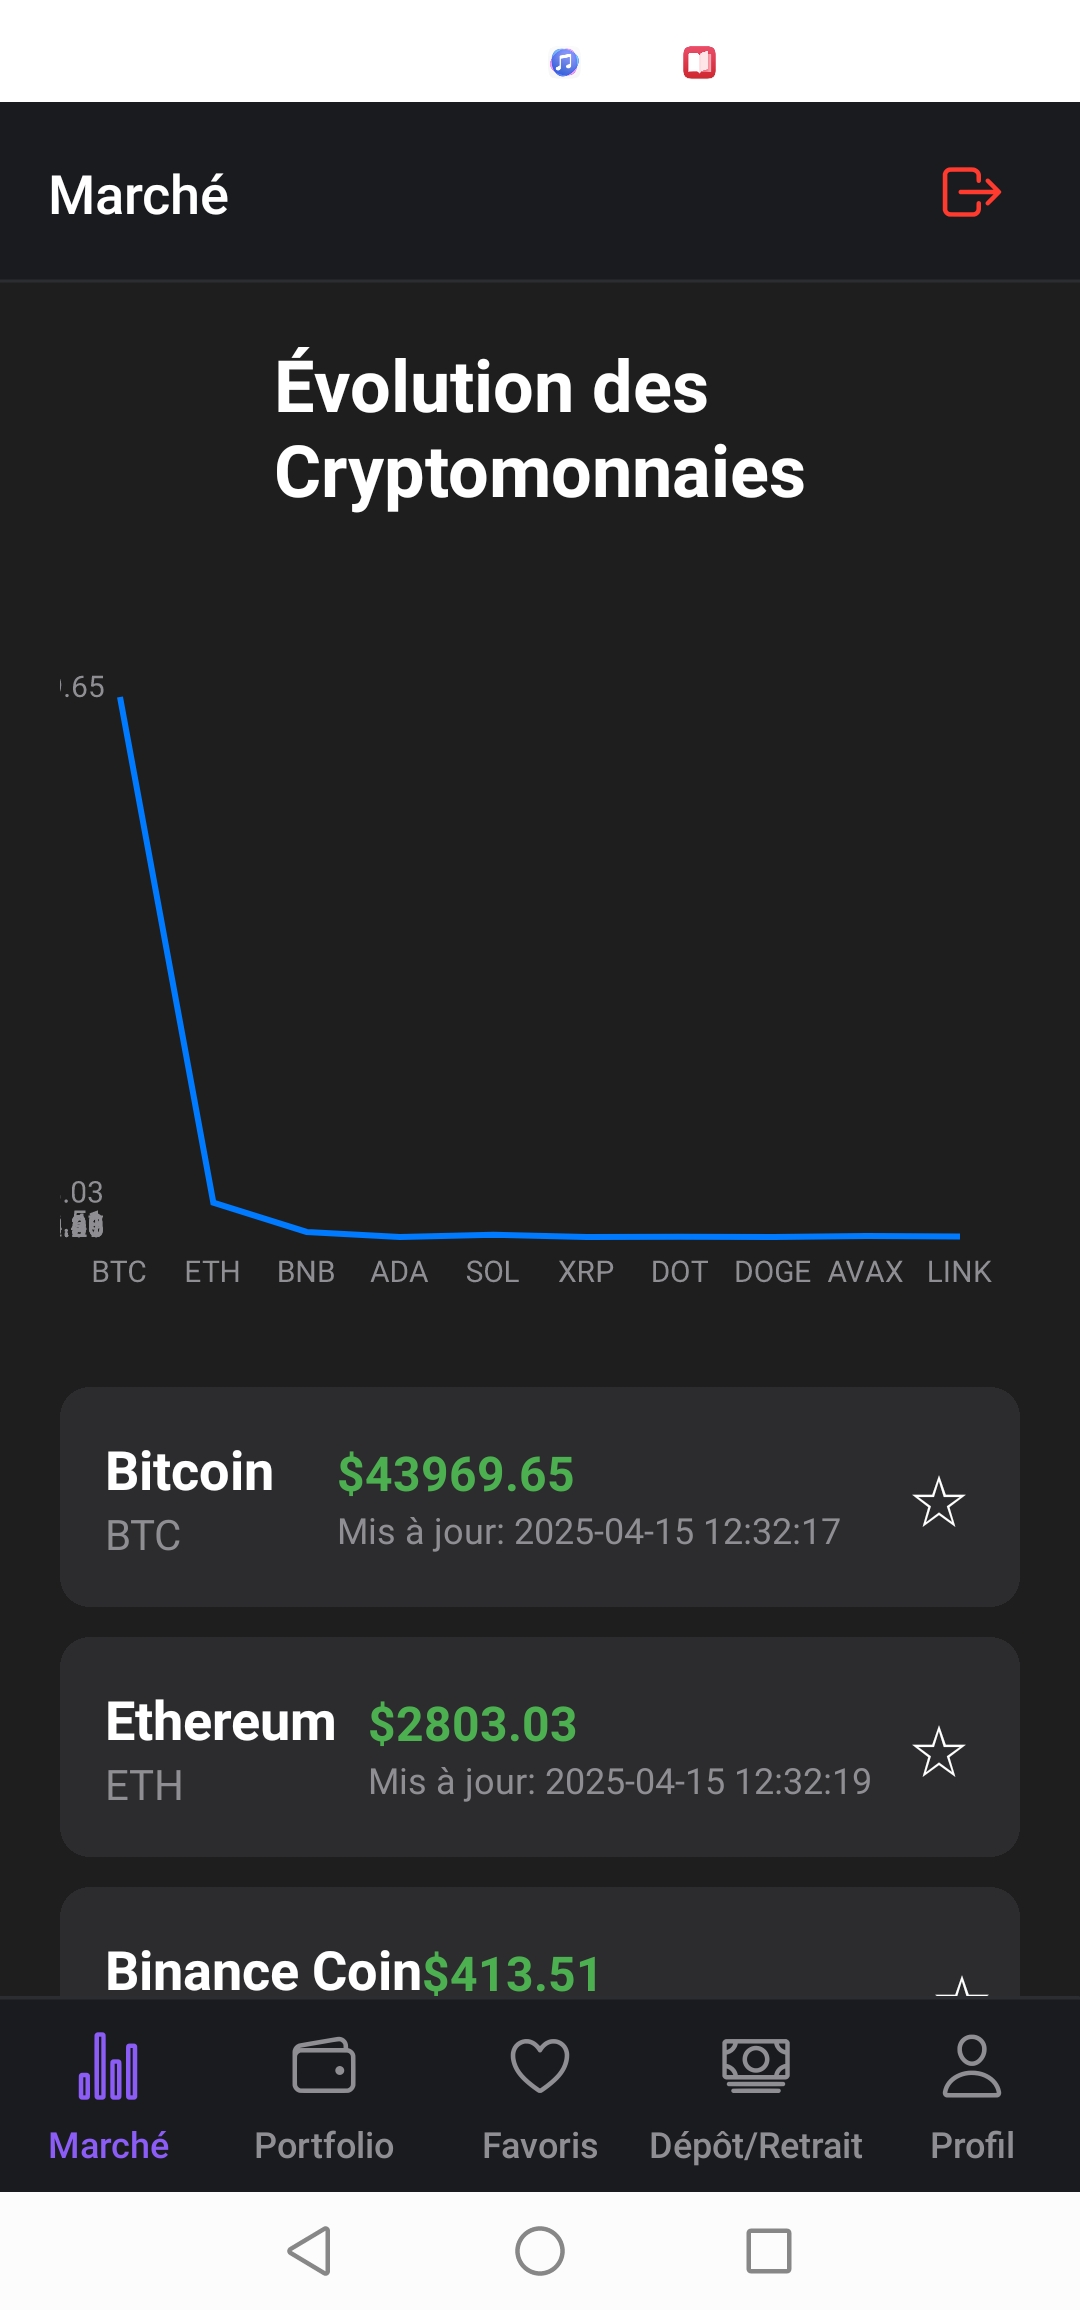 Marché
Évolution des
Cryptomonnaies
.65
.03
BTC ETH BNB ADA SOL XRP DOT DOGE AVAX LINK
Bitcoin $43969.65
BTC Mis à jour: 2025-04-15 12:32:17
Ethereum $2803.03
ETH Mis à jour: 2025-04-15 12:32:19
Binance Coin $413.51
Marché Portfolio Favoris Dépôt/Retrait Profil